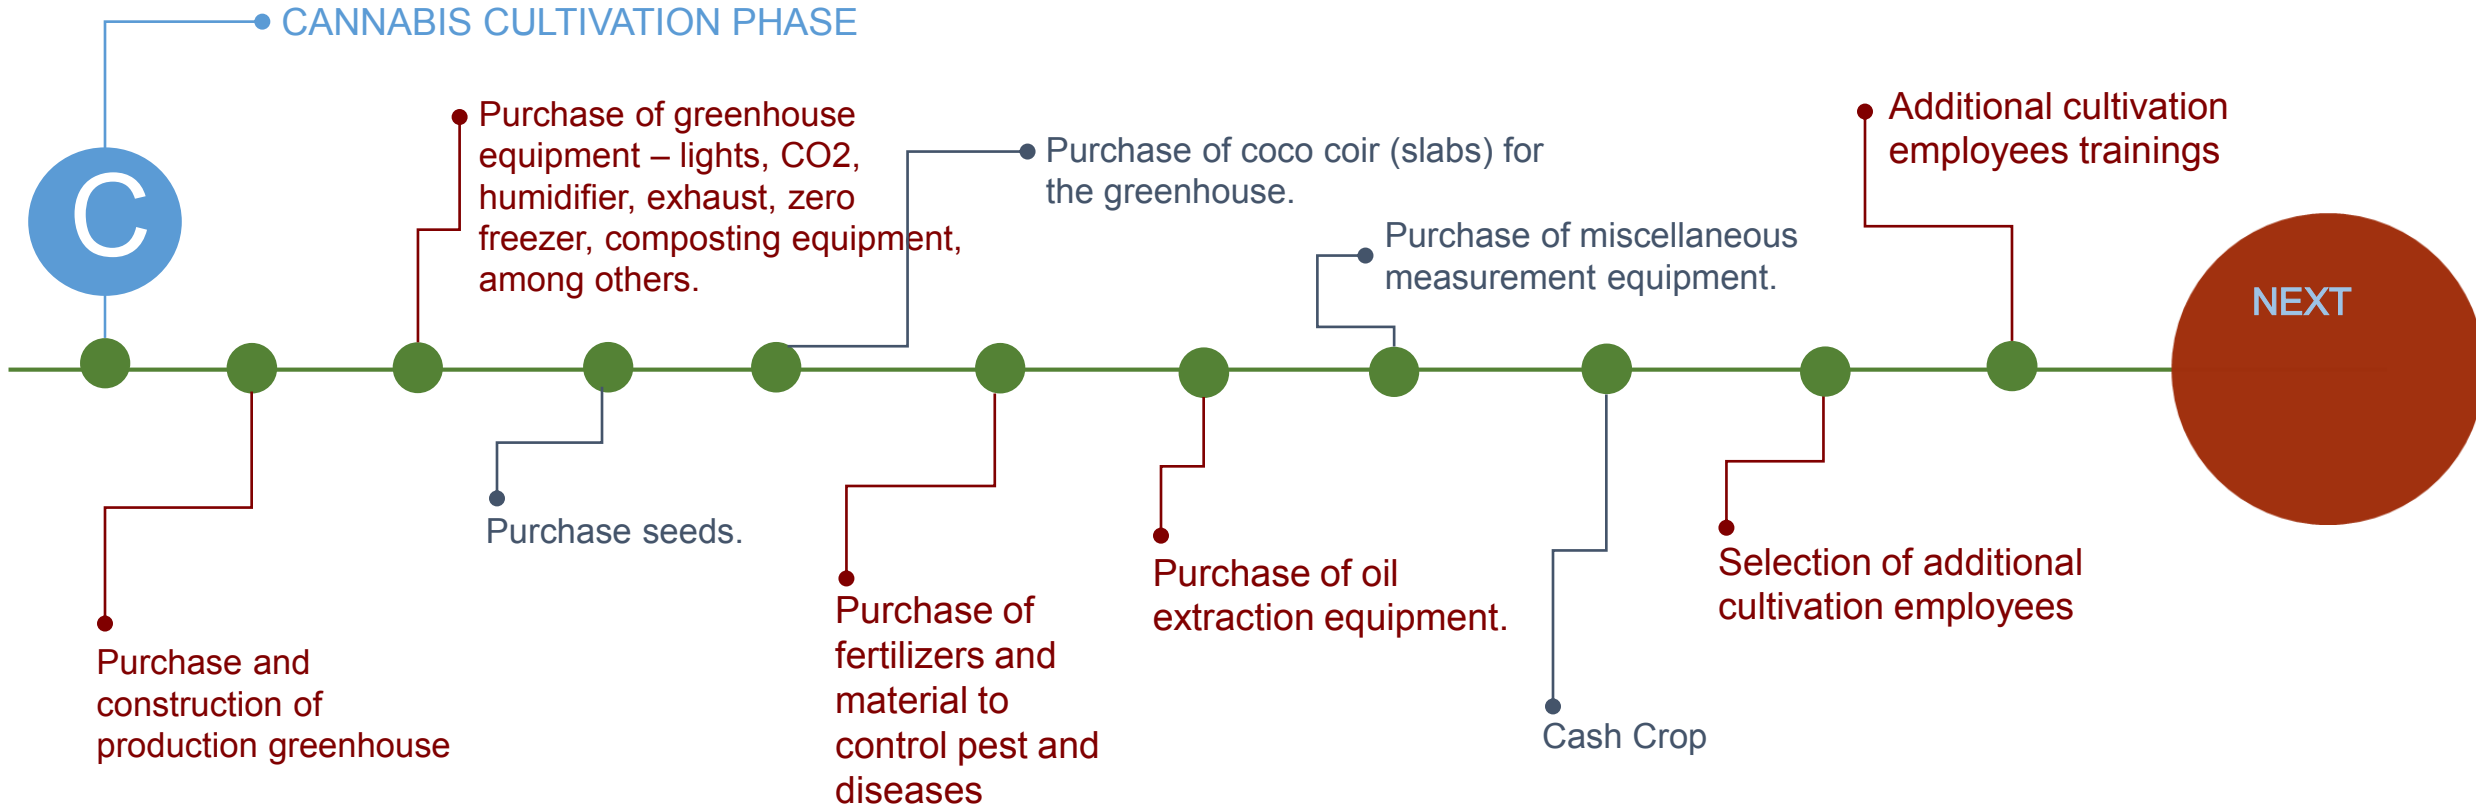 CANNABIS CULTIVATION PHASE
C
Purchase of greenhouse
equipment – lights, CO2,
humidifier, exhaust, zero
freezer, composting equipment,
among others.
Purchase of coco coir (slabs) for
the greenhouse.
Purchase of miscellaneous
measurement equipment.
Additional cultivation
employees trainings
NEXT
Purchase and
construction of
production greenhouse
Purchase seeds.
Purchase of
fertilizers and
material to
control pest and
diseases
Purchase of oil
extraction equipment.
Cash Crop
Selection of additional
cultivation employees